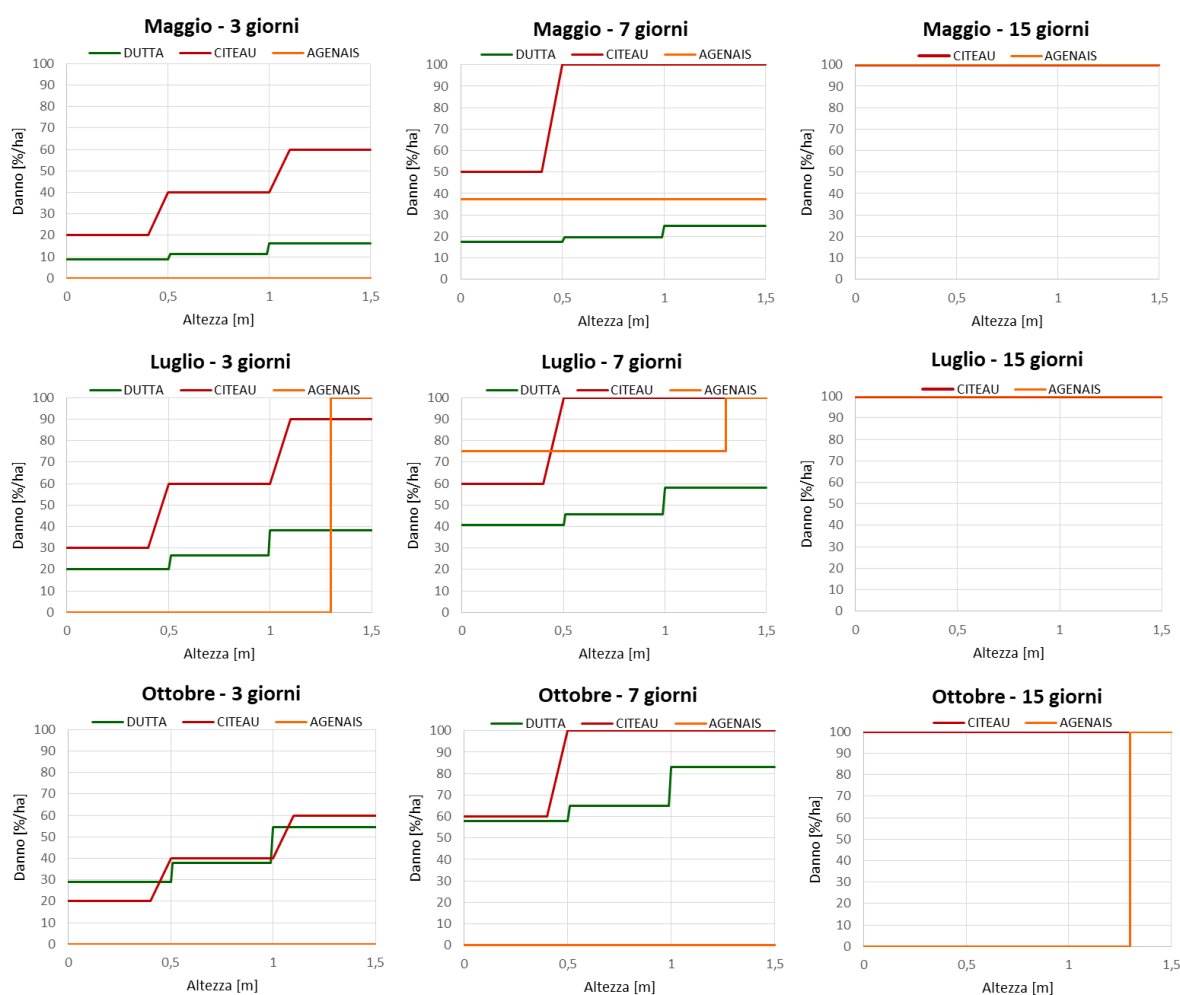 Maggio - 3 giorni
DUTTA CITEAU AGENAIS
Danno [%/ha]
100
90
80
70
60
50
40
30
20
10
0
0 0,5 1 1,5
Altezza [m]
Maggio - 7 giorni
DUTTA CITEAU AGENAIS
Danno [%/ha]
100
90
80
70
60
50
40
30
20
10
0
0 0,5 1 1,5
Altezza [m]
Maggio - 15 giorni
CITEAU AGENAIS
Danno [%/ha]
100
90
80
70
60
50
40
30
20
10
0
0 0,5 1 1,5
Altezza [m]
Luglio - 3 giorni
DUTTA CITEAU AGENAIS
Danno [%/ha]
100
90
80
70
60
50
40
30
20
10
0
0 0,5 1 1,5
Altezza [m]
Luglio - 7 giorni
DUTTA CITEAU AGENAIS
Danno [%/ha]
100
90
80
70
60
50
40
30
20
10
0
0 0,5 1 1,5
Altezza [m]
Luglio - 15 giorni
CITEAU AGENAIS
Danno [%/ha]
100
90
80
70
60
50
40
30
20
10
0
0 0,5 1 1,5
Altezza [m]
Ottobre - 3 giorni
DUTTA CITEAU AGENAIS
Danno [%/ha]
100
90
80
70
60
50
40
30
20
10
0
0 0,5 1 1,5
Altezza [m]
Ottobre - 7 giorni
DUTTA CITEAU AGENAIS
Danno [%/ha]
100
90
80
70
60
50
40
30
20
10
0
0 0,5 1 1,5
Altezza [m]
Ottobre - 15 giorni
CITEAU AGENAIS
Danno [%/ha]
100
90
80
70
60
50
40
30
20
10
0
0 0,5 1 1,5
Altezza [m]